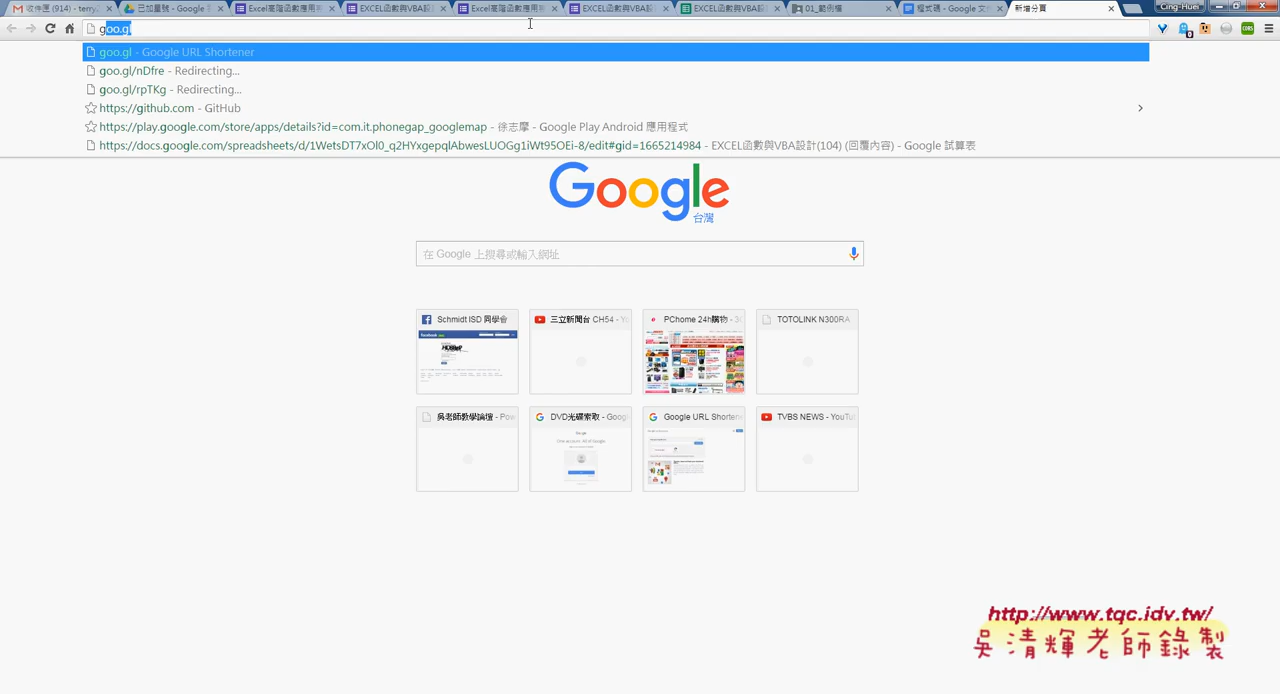 收件匣 (914) - terry.
已加星號 - Google
Excel高階函數應用班
EXCEL函數與VBA設
Excel高階函數應用班
EXCEL函數與VBA設
EXCEL函數與VBA設
01_範例檔
程式碼 - Google 文
新增分頁
Cing-Huei
goo.gl
goo.gl - Google URL Shortener
goo.gl/nDfre - Redirecting...
goo.gl/rpTKg - Redirecting...
https://github.com - GitHub
https://play.google.com/store/apps/details?id=com.it.phonegap_googlemap - 徐志摩 - Google Play Android 應用程式
https://docs.google.com/spreadsheets/d/1WetsDT7xOl0_q2HYxgepqlAbwesLUOGg1iWt95OEi-8/edit#gid=1665214984 - EXCEL函數與VBA設計(104) (回覆內容) - Google 試算表
Google
台灣
在 Google 上搜尋或輸入網址
Schmidt ISD 同學會
三立新聞台 CH54 - Yo
PChome 24h購物 - 3C
TOTOLINK N300RA
吳老師教學論壇 - Pow
DVD光碟索取 - Googl
Google URL Shortene
TVBS NEWS - YouTu
http://www.tqc.idv.tw/
吳清輝老師錄製